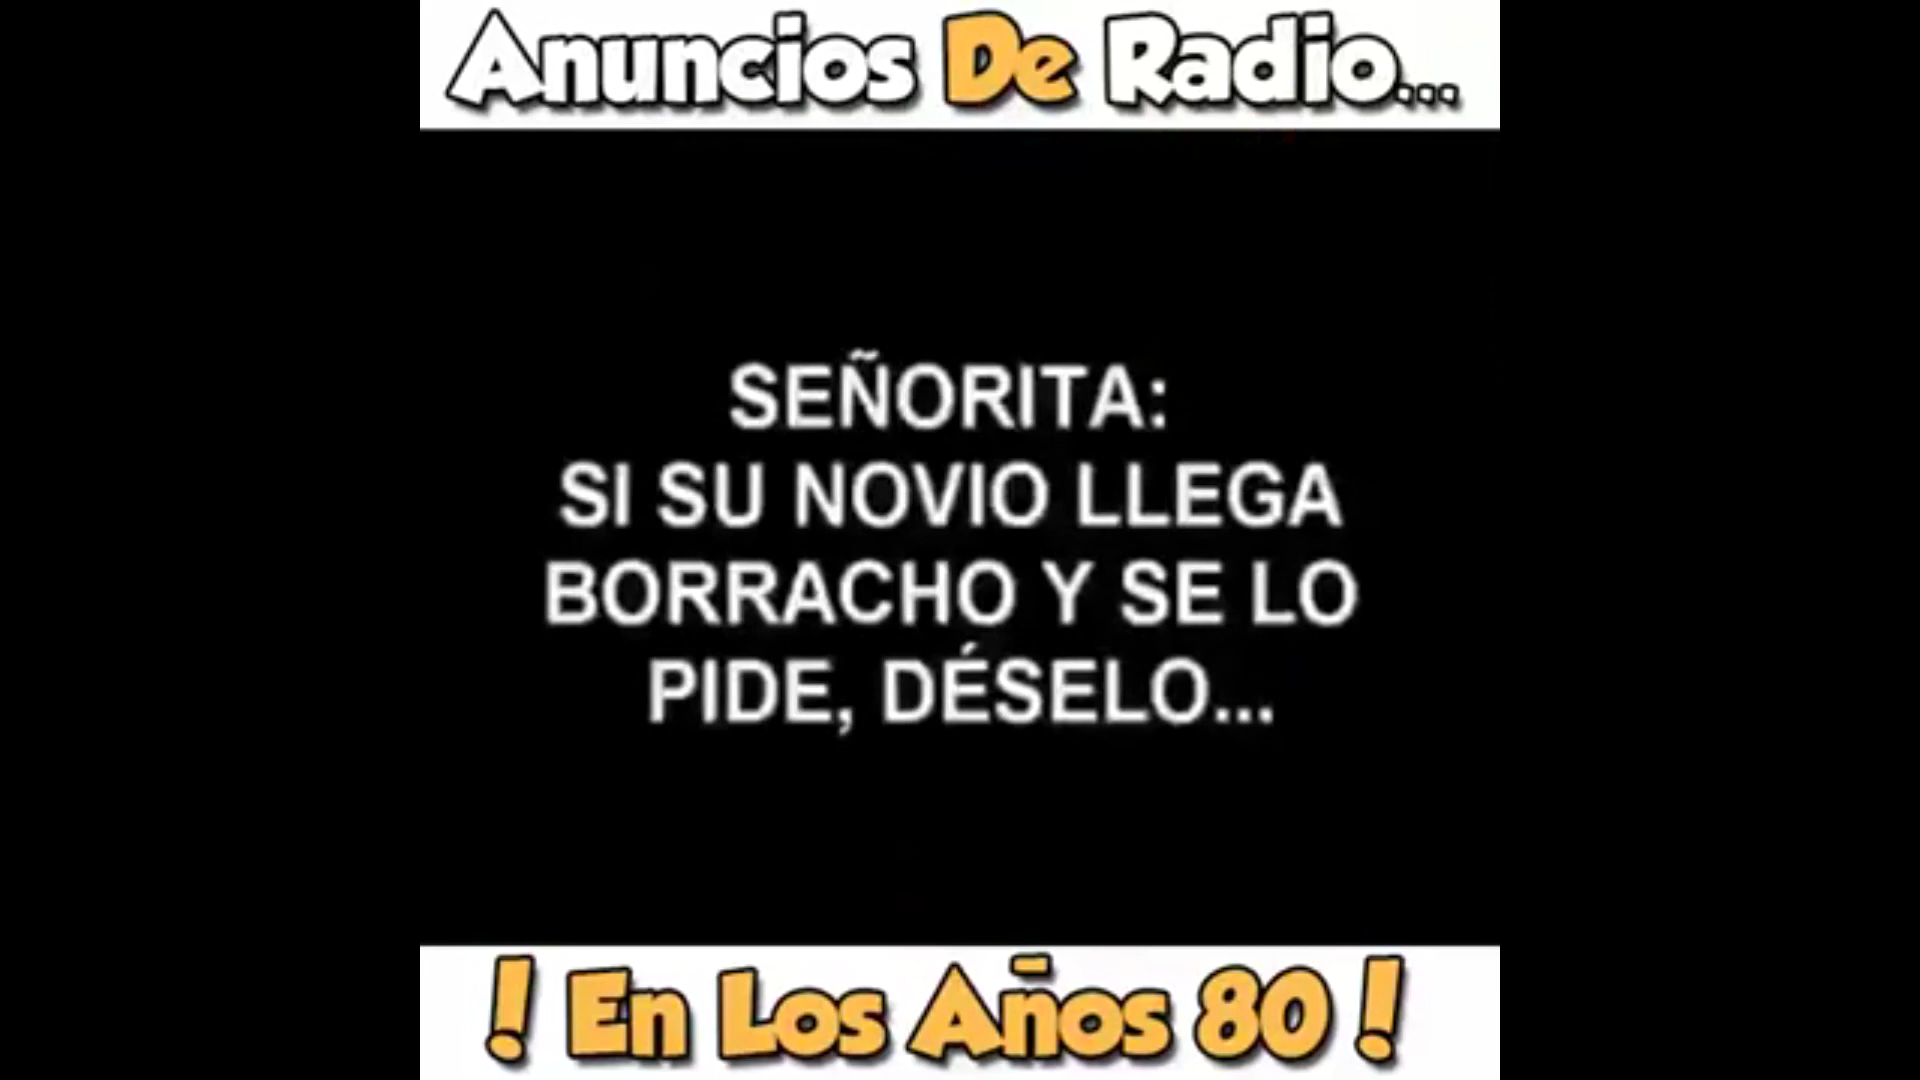 Anuncios De Radio...
SEÑORITA:
SI SU NOVIO LLEGA
BORRACHO Y SE LO
PIDE, DÉSELO...
! En Los Años 80 !